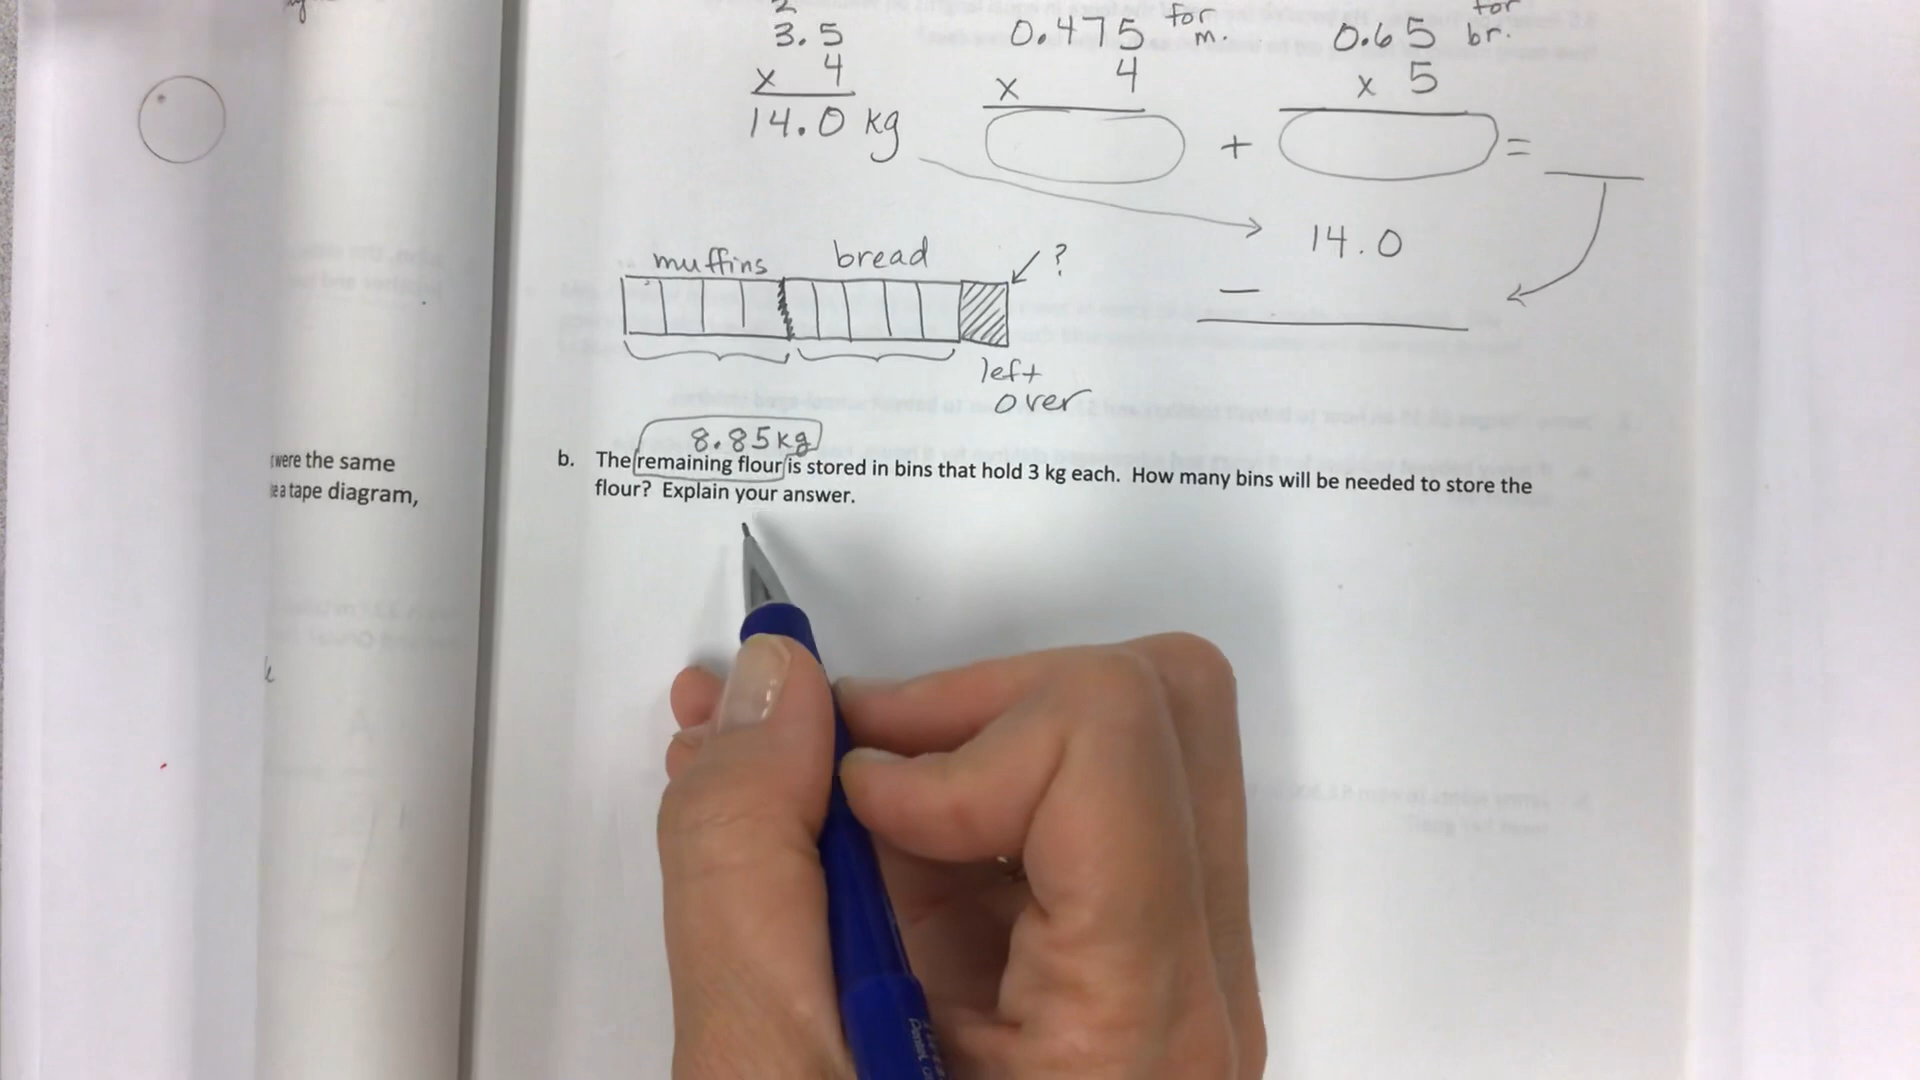 2
3.5
x 4
14.0 kg
0.475 for m.
x 4
+
0.65 for br.
x 5
=
14.0
−
muffins bread ?
left over
8.85kg
b. The remaining flour is stored in bins that hold 3 kg each. How many bins will be needed to store the
flour? Explain your answer.
were the same
a tape diagram,